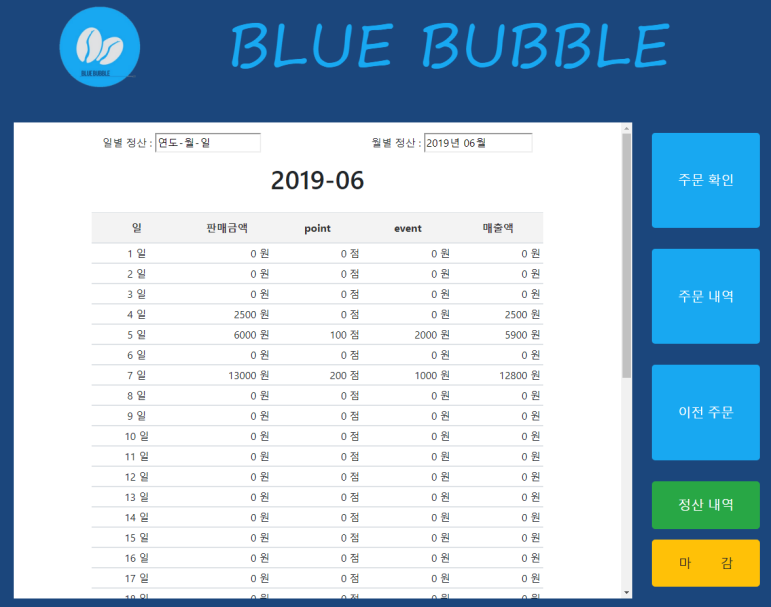 BLUE BUBBLE
BLUE BUBBLE
일별 정산 : 연도-월-일
월별 정산 : 2019년 06월
2019-06
일 판매금액 point event 매출액
1 일 0 원 0 점 0 원 0 원
2 일 0 원 0 점 0 원 0 원
3 일 0 원 0 점 0 원 0 원
4 일 2500 원 0 점 0 원 2500 원
5 일 6000 원 100 점 2000 원 5900 원
6 일 0 원 0 점 0 원 0 원
7 일 13000 원 200 점 1000 원 12800 원
8 일 0 원 0 점 0 원 0 원
9 일 0 원 0 점 0 원 0 원
10 일 0 원 0 점 0 원 0 원
11 일 0 원 0 점 0 원 0 원
12 일 0 원 0 점 0 원 0 원
13 일 0 원 0 점 0 원 0 원
14 일 0 원 0 점 0 원 0 원
15 일 0 원 0 점 0 원 0 원
16 일 0 원 0 점 0 원 0 원
17 일 0 원 0 점 0 원 0 원
18 일 0 원 0 점 0 원 0 원
주문 확인
주문 내역
이전 주문
정산 내역
마 감